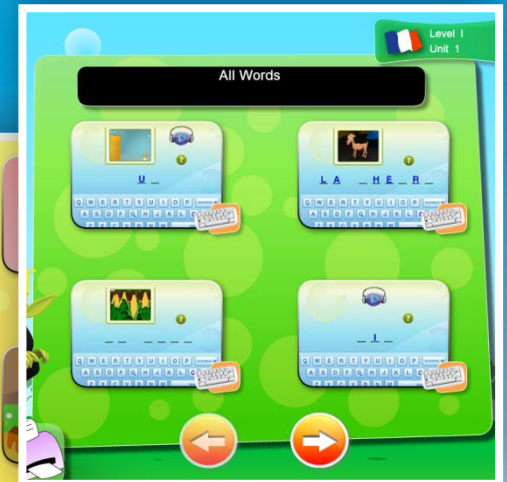 Level I
Unit 1
All Words
U _
L A _ H È _ R _
Q W E R T Y U I O P
Q W E R T Y U I O P
A S D F G H J K L
A S D F G H J K L
_ _ _ _ _ _
_ I _
Q W E R T Y U I O P
Q W E R T Y U I O P
A S D F G H J K L
A S D F G H J K L